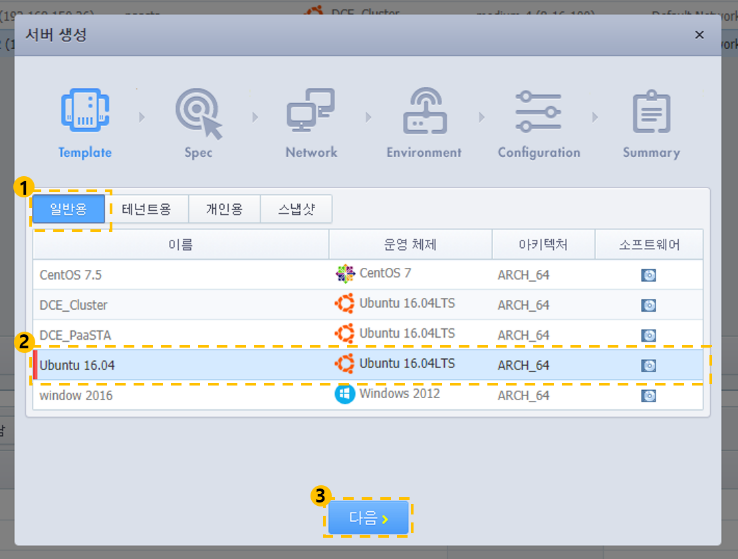 서버 생성
×
Template
Spec
Network
Environment
Configuration
Summary
1
일반용 테넌트용 개인용 스냅샷
이름 운영 체제 아키텍처 소프트웨어
CentOS 7.5 CentOS 7 ARCH_64
DCE_Cluster Ubuntu 16.04LTS ARCH_64
DCE_PaaSTA Ubuntu 16.04LTS ARCH_64
2
Ubuntu 16.04 Ubuntu 16.04LTS ARCH_64
window 2016 Windows 2012 ARCH_64
3
다음 >